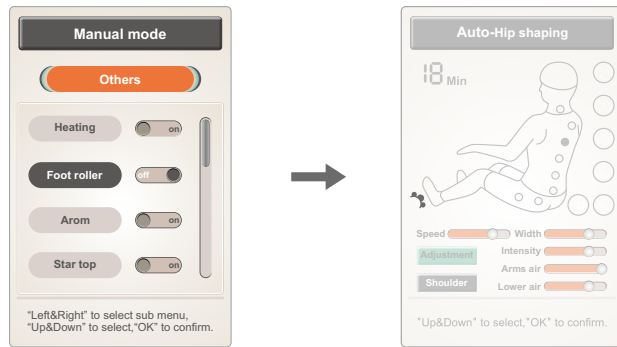 Manual mode
Others
Heating on
Foot roller off
Arom on
Star top on
"Left&Right" to select sub menu,
"Up&Down" to select,"OK" to confirm.
Auto-Hip shaping
18 Min
Speed Width
Adjustment Intensity
Arms air
Shoulder Lower air
"Up&Down" to select,"OK" to confirm.